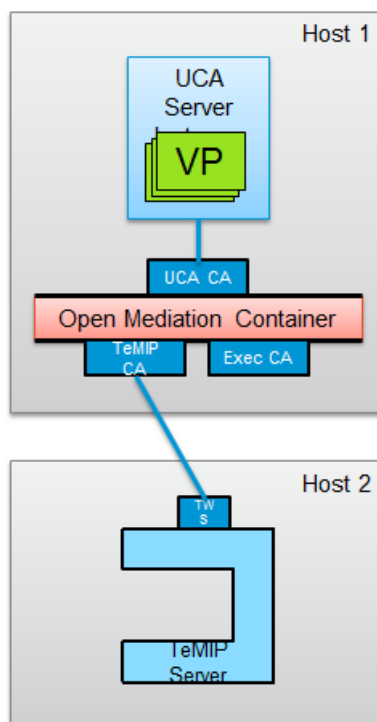 Host 1
UCA
Server
VP
UCA CA
Open Mediation Container
TeMIP
CA
Exec CA
Host 2
TW
S
TeMIP
Server